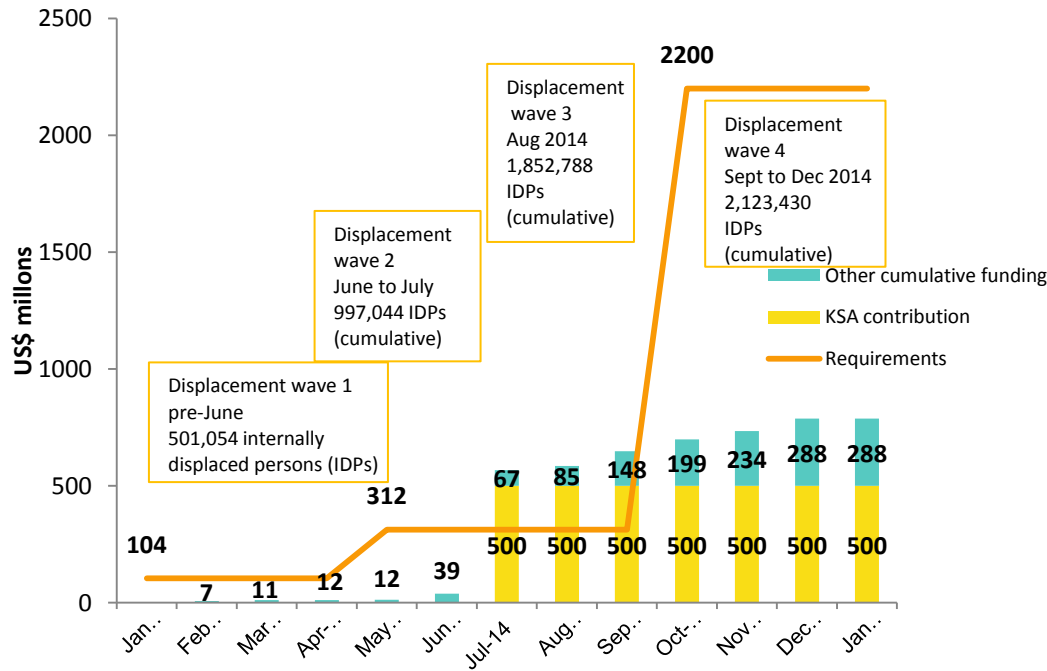 2500
2000
1500
1000
500
0
US$ millons
2200
Displacement
wave 3
Aug 2014
1,852,788
IDPs
(cumulative)
Displacement
wave 4
Sept to Dec 2014
2,123,430
IDPs
(cumulative)
Displacement
wave 2
June to July
997,044 IDPs
(cumulative)
Displacement wave 1
pre-June
501,054 internally
displaced persons (IDPs)
Other cumulative funding
KSA contribution
Requirements
104
312
7
11
12
12
39
67
85
148
199
234
288
288
500
500
500
500
500
500
500
Jan..
Feb..
Mar..
Apr-..
May..
Jun..
Jul-14
Aug..
Sep..
Oct-..
Nov..
Dec..
Jan..